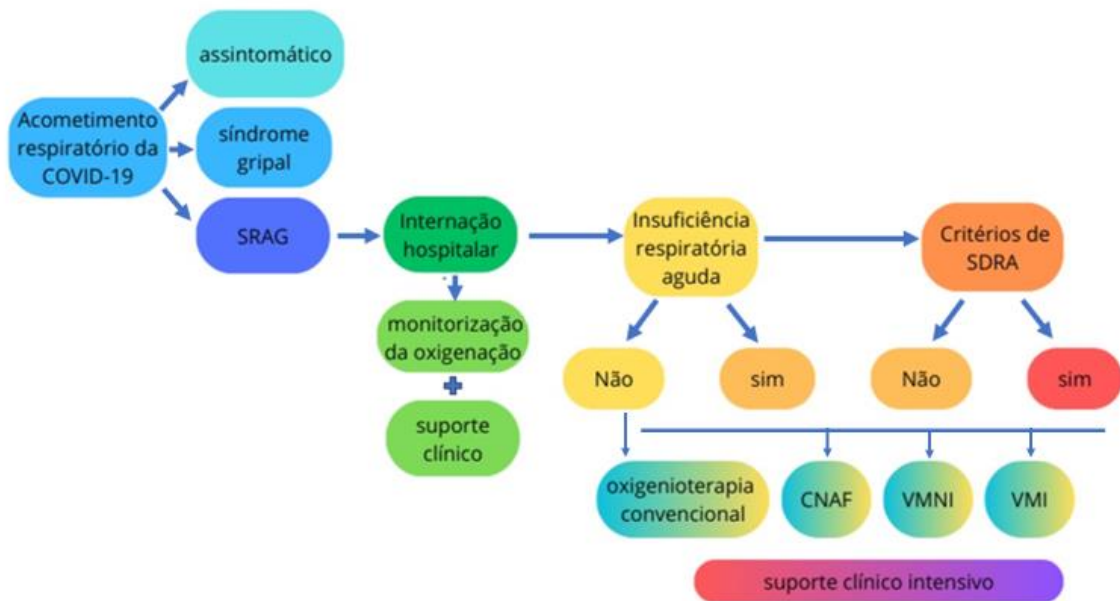 assintomático
Acometimento
respiratório da
COVID-19
síndrome
gripal
SRAG
Internação
hospitalar
monitorização
da oxigenação
suporte
clínico
Insuficiência
respiratória
aguda
Não
sim
Critérios de
SDRA
Não
sim
oxigenioterapia
convencional
CNAF
VMNI
VMI
suporte clínico intensivo